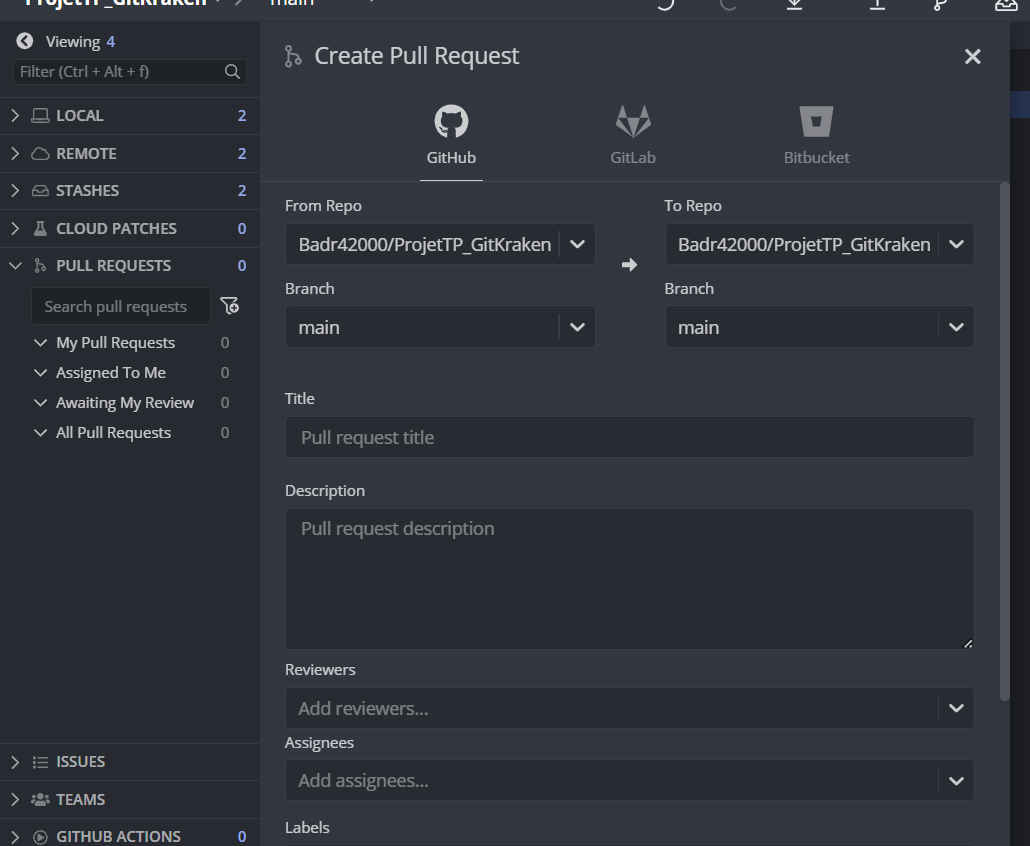 ProjetTP_GitKraken
main
Viewing 4
Filter (Ctrl + Alt + f)
LOCAL 2
REMOTE 2
STASHES 2
CLOUD PATCHES 0
PULL REQUESTS 0
Search pull requests
My Pull Requests 0
Assigned To Me 0
Awaiting My Review 0
All Pull Requests 0
ISSUES
TEAMS
GITHUB ACTIONS 0
Create Pull Request
GitHub GitLab Bitbucket
From Repo To Repo
Badr42000/ProjetTP_GitKraken Badr42000/ProjetTP_GitKraken
Branch Branch
main main
Title
Pull request title
Description
Pull request description
Reviewers
Add reviewers...
Assignees
Add assignees...
Labels